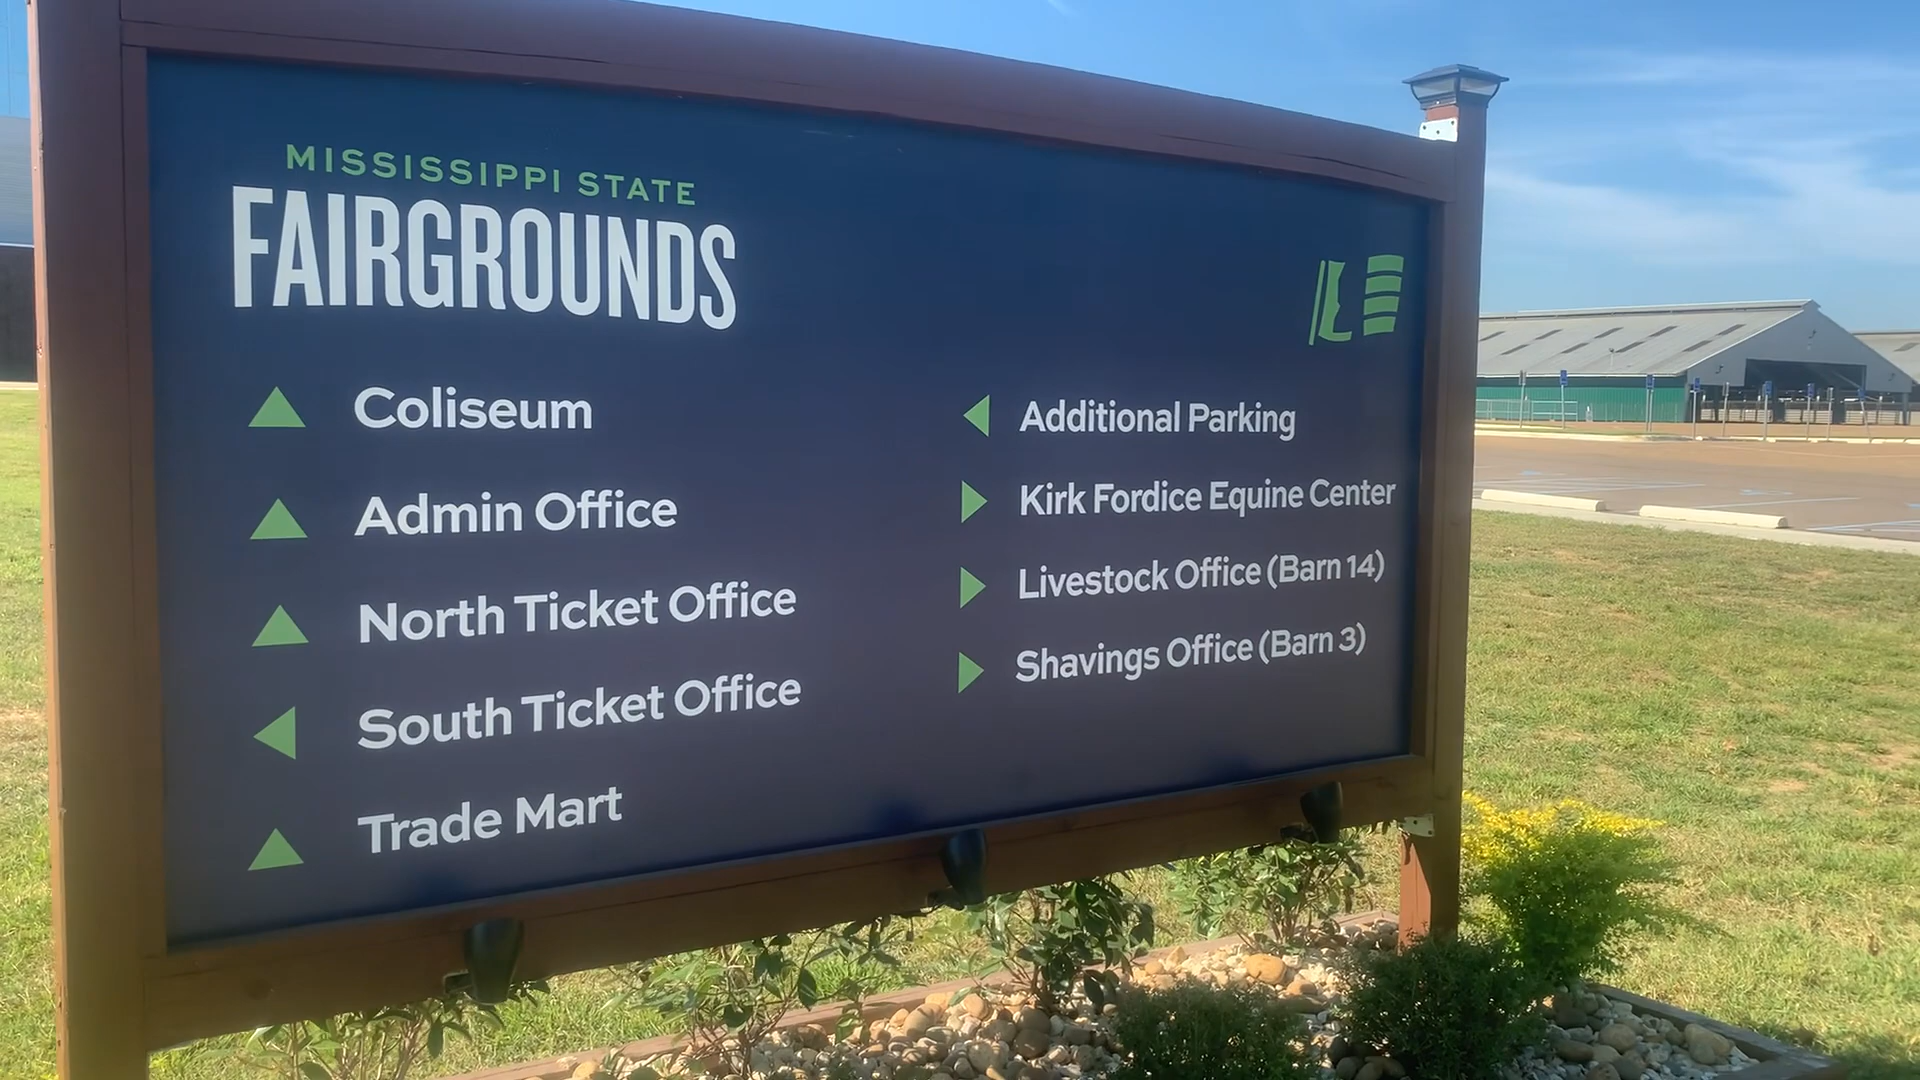 MISSISSIPPI STATE
FAIRGROUNDS
Coliseum
Admin Office
North Ticket Office
South Ticket Office
Trade Mart
Additional Parking
Kirk Fordice Equine Center
Livestock Office (Barn 14)
Shavings Office (Barn 3)